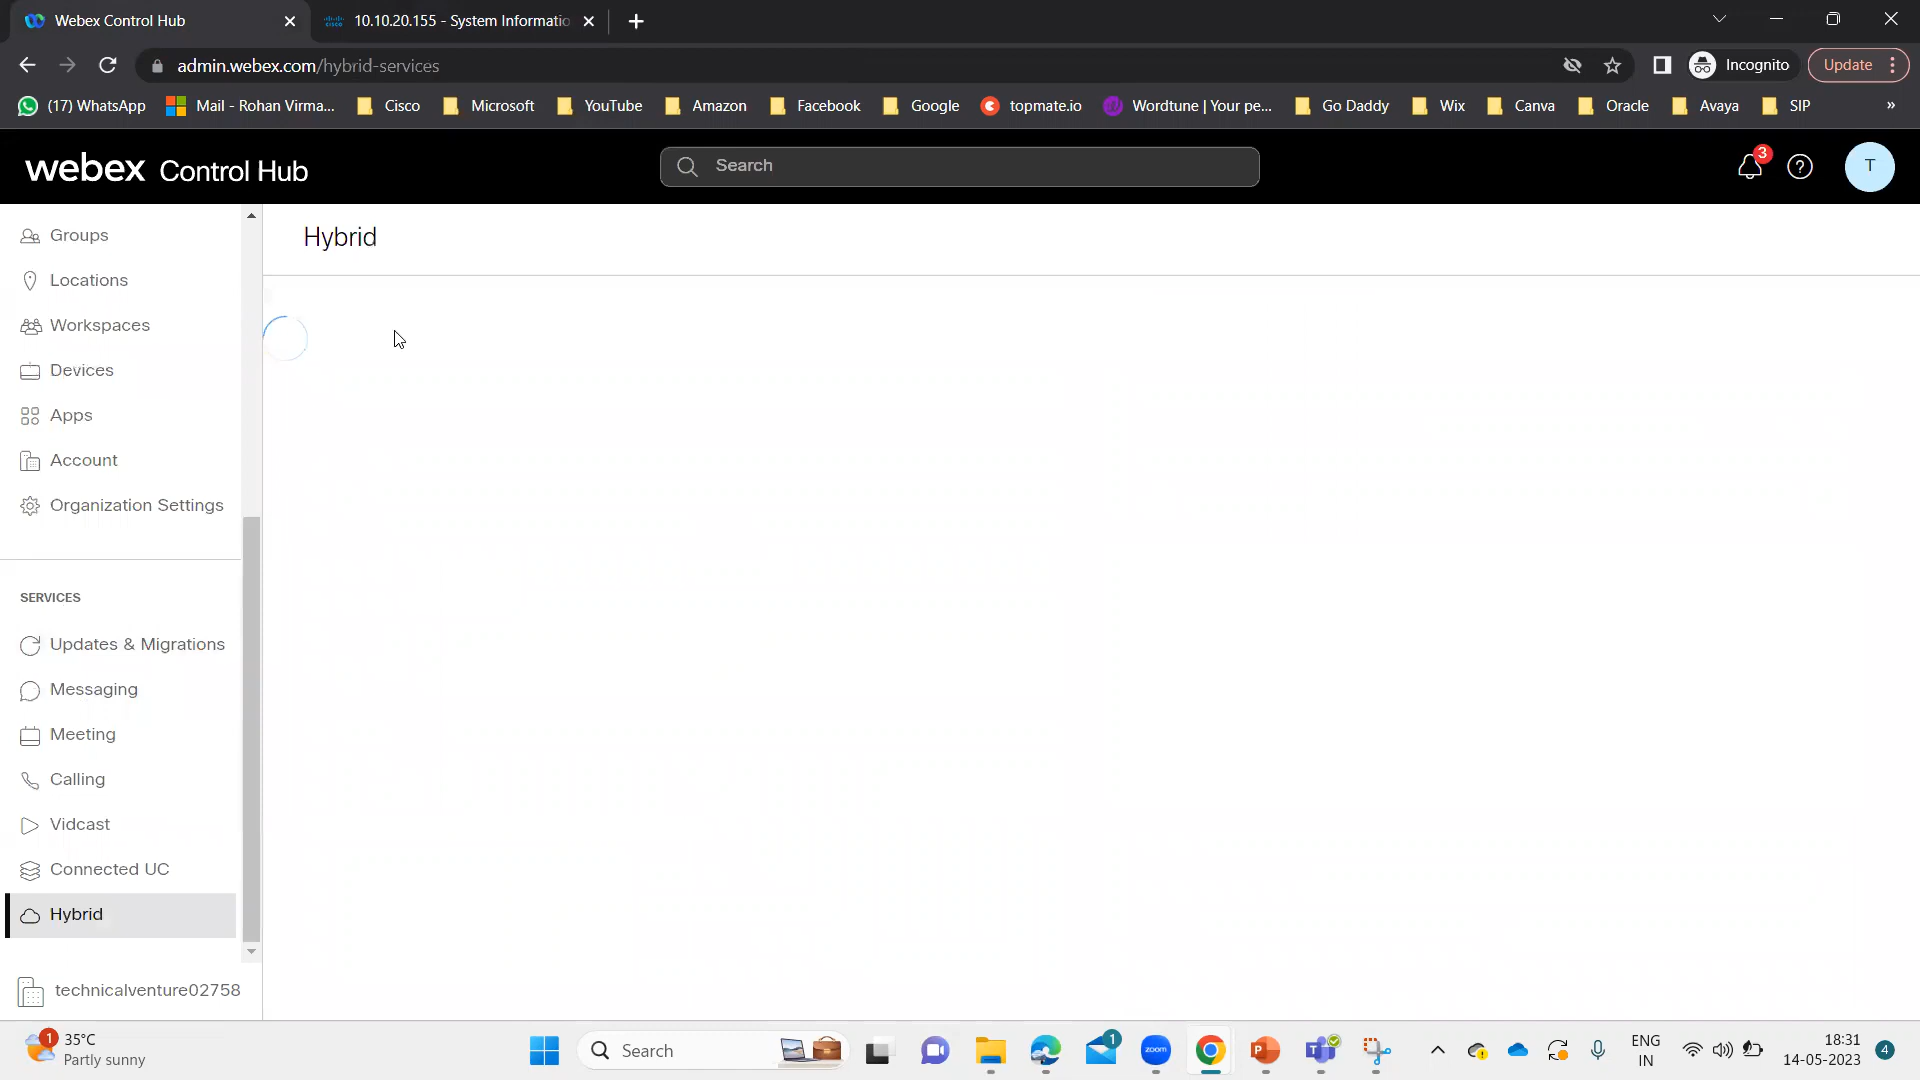 Webex Control Hub
10.10.20.155 - System Informatio
admin.webex.com/hybrid-services
Incognito
Update
(17) WhatsApp
Mail - Rohan Virma...
Cisco
Microsoft
YouTube
Amazon
Facebook
Google
topmate.io
Wordtune | Your pe...
Go Daddy
Wix
Canva
Oracle
Avaya
SIP
»
webex Control Hub
Search
3
T
Groups
Locations
Workspaces
Devices
Apps
Account
Organization Settings
SERVICES
Updates & Migrations
Messaging
Meeting
Calling
Vidcast
Connected UC
Hybrid
technicalventure02758
Hybrid
1
35°C
Partly sunny
Search
1
zoom
ENG
IN
18:31
14-05-2023
4